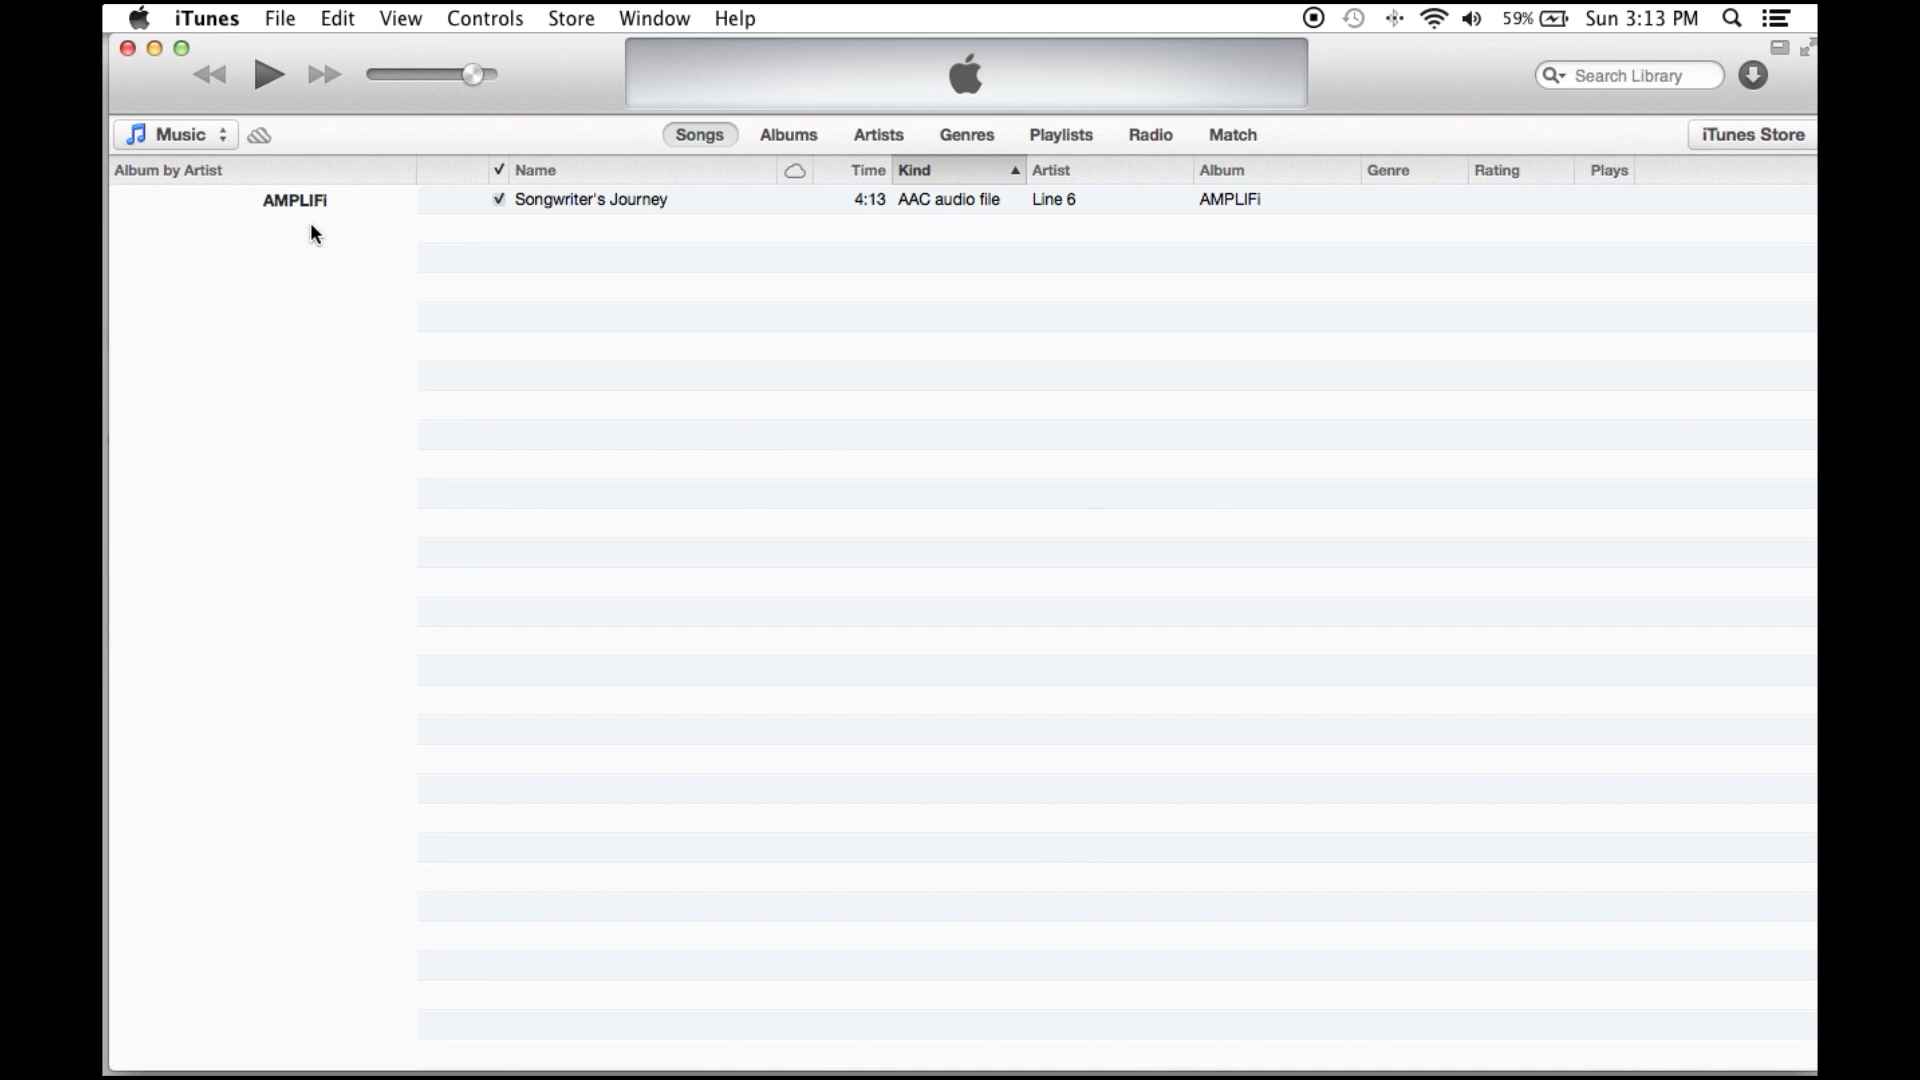 iTunes File Edit View Controls Store Window Help 59% Sun 3:13 PM
Search Library
Music Songs Albums Artists Genres Playlists Radio Match iTunes Store
Album by Artist ✓ Name Time Kind Artist Album Genre Rating Plays
AMPLIFi ✓ Songwriter's Journey 4:13 AAC audio file Line 6 AMPLIFi